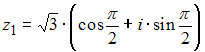 z₁ = √3 · (cos π/2 + i · sin π/2)